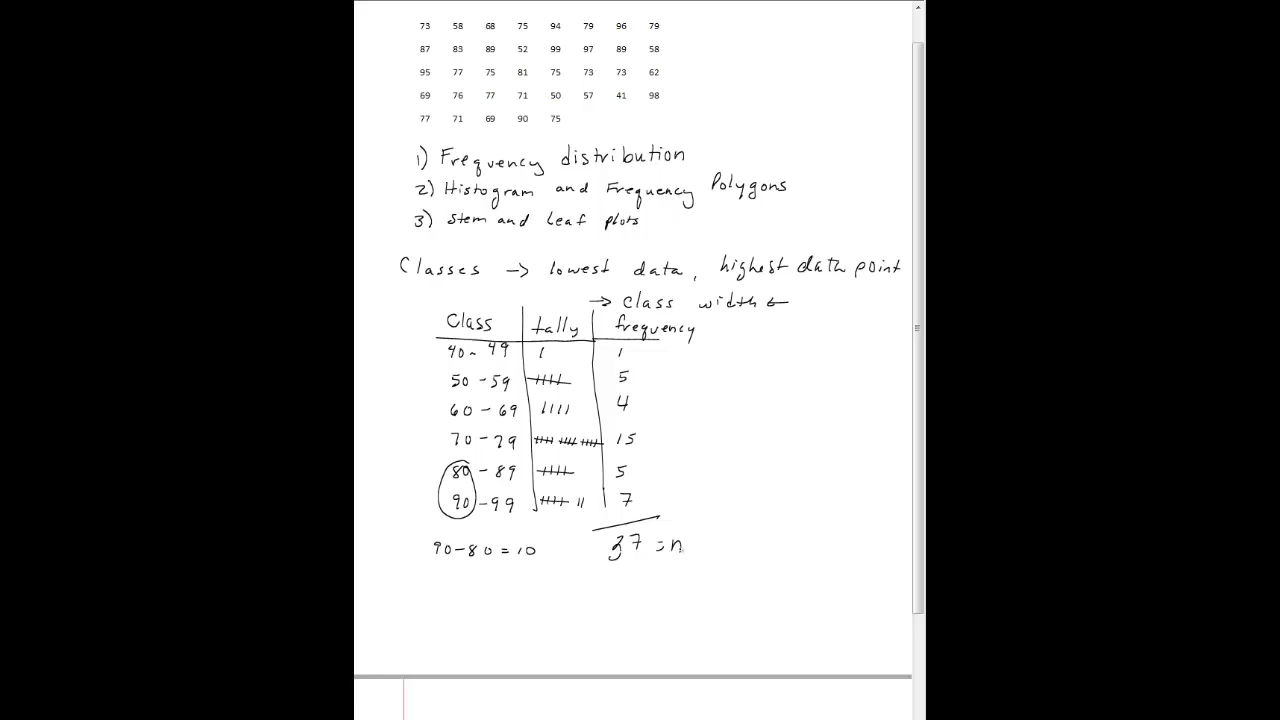 73 58 68 75 94 79 96 79
87 83 89 52 99 97 89 58
95 77 75 81 75 73 73 62
69 76 77 71 50 57 41 98
77 71 69 90 75
1) Frequency distribution
2) Histogram and Frequency Polygons
3) Stem and Leaf plots
Classes → lowest data, highest data point
→ class width ←
Class tally frequency
40 - 49 | 1
50 - 59 |||| 5
60 - 69 |||| 4
70 - 79 |||| |||| |||| 15
80 - 89 |||| 5
90 - 99 |||| || 7
90 - 80 = 10 37 = n